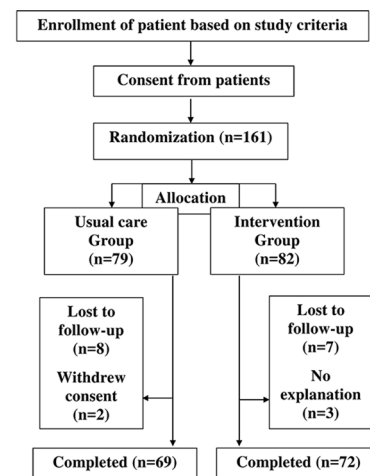 Enrollment of patient based on study criteria
Consent from patients
Randomization (n=161)
Allocation
Usual care
Group
(n=79)
Intervention
Group
(n=82)
Lost to
follow-up
(n=8)
Withdrew
consent
(n=2)
Lost to
follow-up
(n=7)
No
explanation
(n=3)
Completed (n=69)
Completed (n=72)